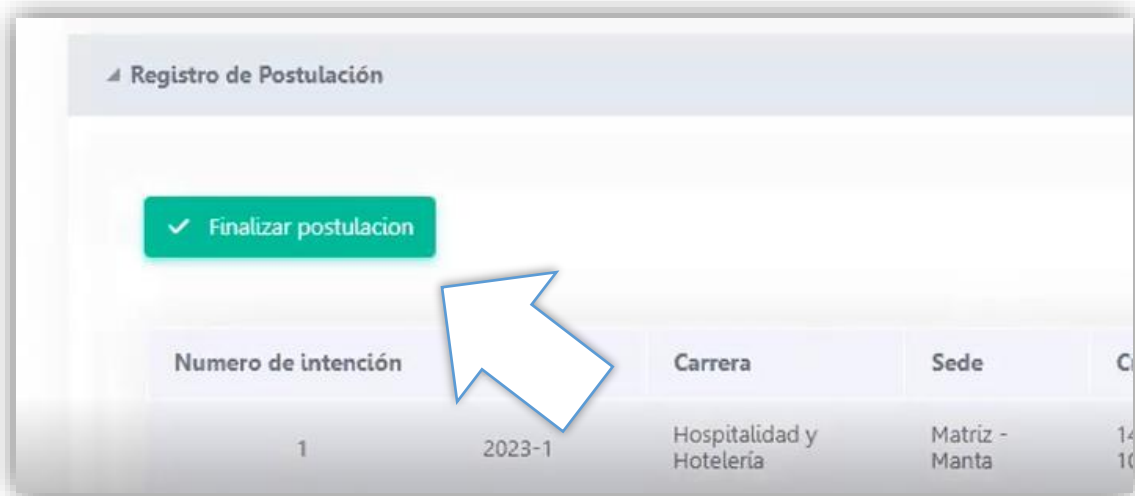 Registro de Postulación
Finalizar postulacion
Numero de intención Carrera Sede
1 2023-1 Hospitalidad y Matriz -
Hotelería Manta